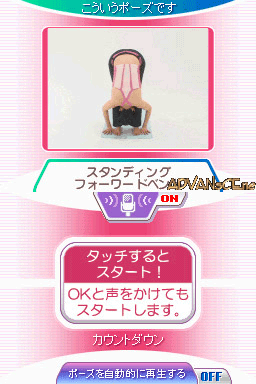 こういうポーズです
スタンディング
フォーワードベン
ADVANsCEne
ON
タッチすると
スタート！
OKと声をかけても
スタートします。
カウントダウン
ポーズを自動的に再生する
OFF